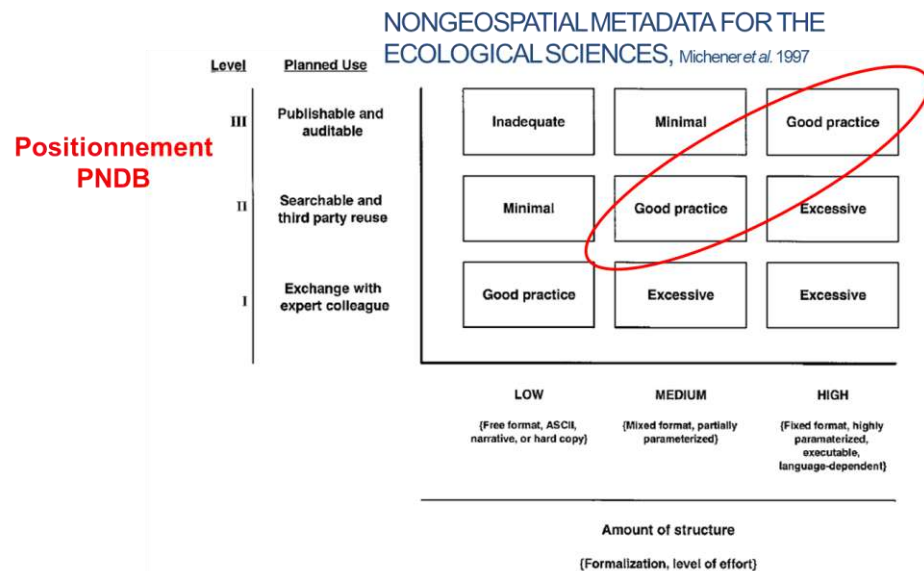 NONGEOSPATIAL METADATA FOR THE
ECOLOGICAL SCIENCES, Michener et al. 1997
Level
Planned Use
III
Publishable and
auditable
Inadequate
Minimal
Good practice
Positionnement
PNDB
II
Searchable and
third party reuse
Minimal
Good practice
Excessive
I
Exchange with
expert colleague
Good practice
Excessive
Excessive
LOW
MEDIUM
HIGH
{Free format, ASCII,
narrative, or hard copy}
{Mixed format, partially
parameterized}
{Fixed format, highly
paramaterized,
executable,
language-dependent}
Amount of structure
{Formalization, level of effort}